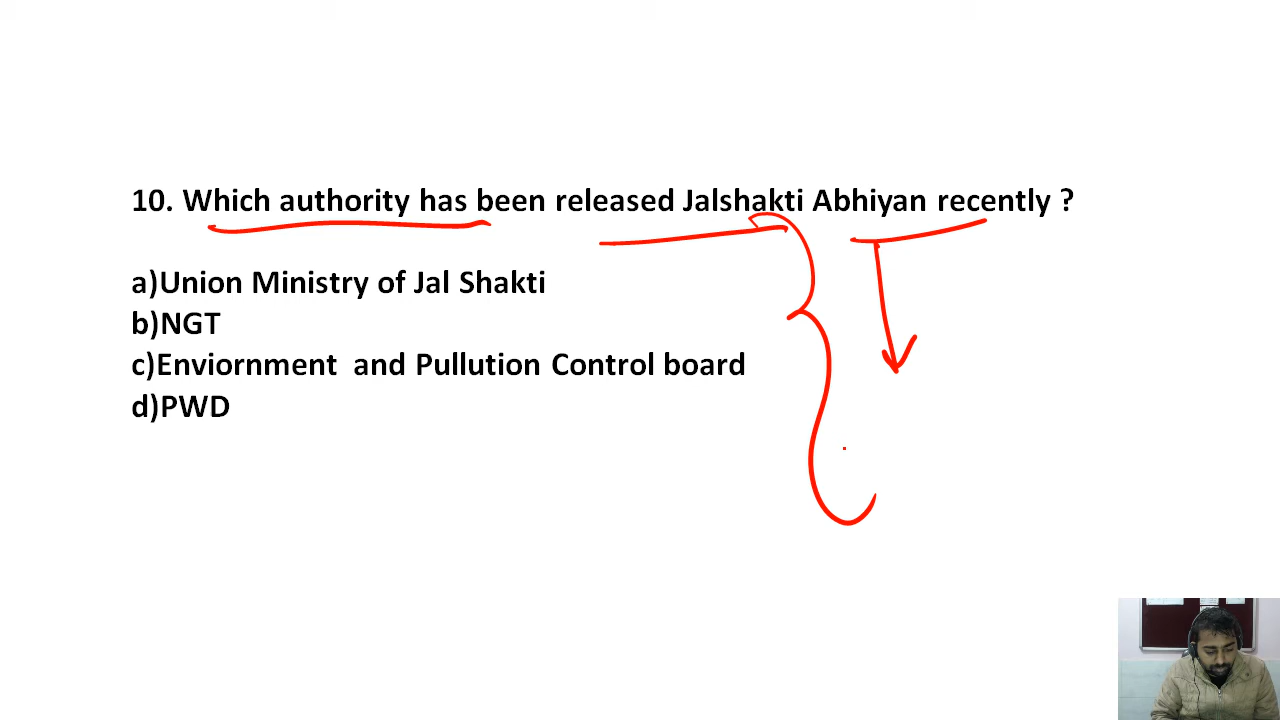 10. Which authority has been released Jalshakti Abhiyan recently ?
a)Union Ministry of Jal Shakti
b)NGT
c)Enviornment and Pullution Control board
d)PWD